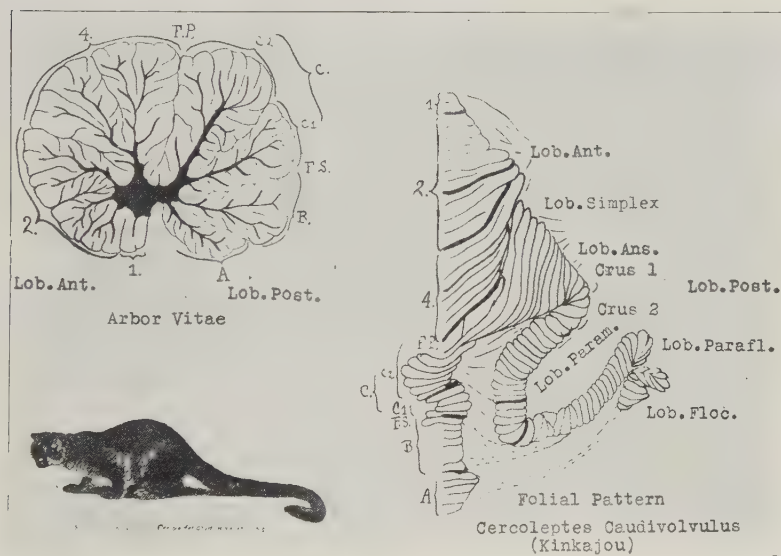 4.
F.P.
C2
C.
C1
F.S.
B.
2.
1.
A
Lob.Ant.
Lob.Post.
Arbor Vitae
1
Lob.Ant.
2.
Lob.Simplex
Lob.Ans.
Crus 1
Lob.Post.
4.
Crus 2
F.P.
Lob.Param.
Lob.Parafl.
C2
C.
C1
F.S.
Lob.Floc.
B
A
Folial Pattern
Cercoleptes Caudivolvulus
(Kinkajou)